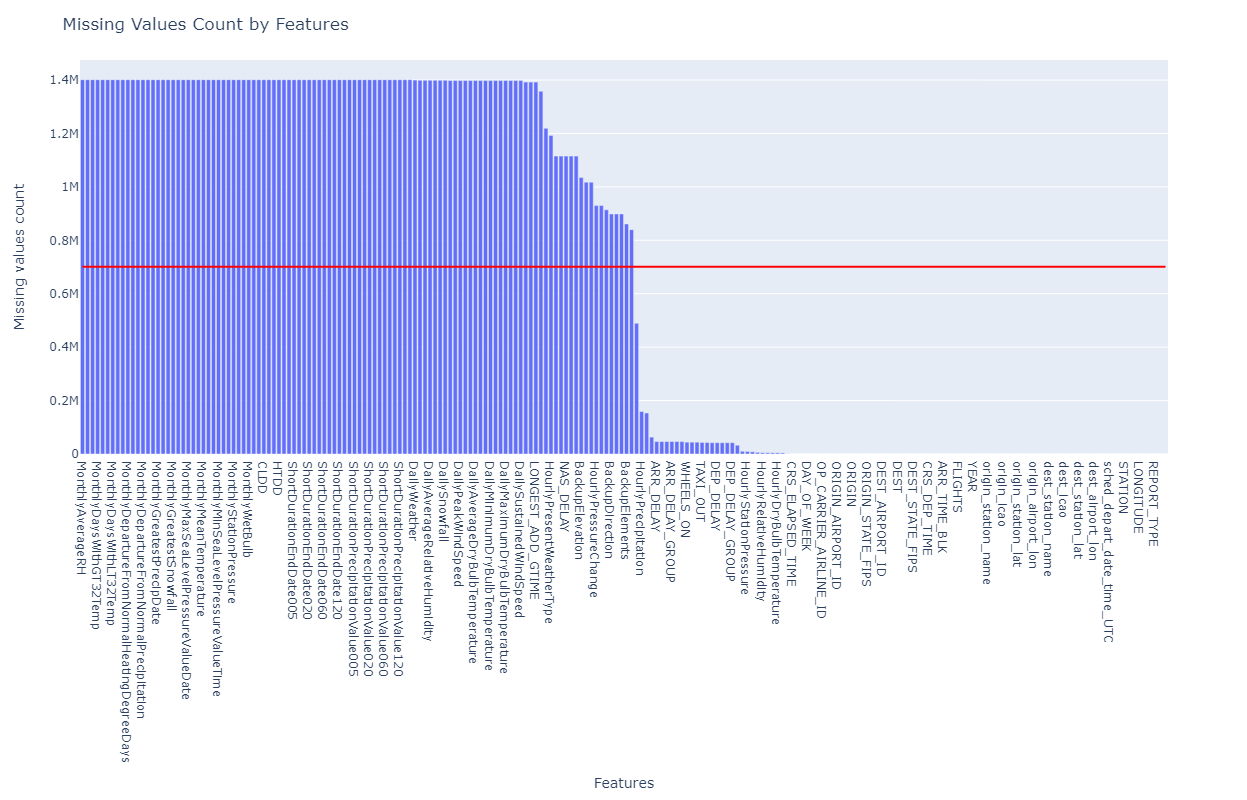 Missing Values Count by Features
Missing values count
1.4M
1.2M
1M
0.8M
0.6M
0.4M
0.2M
0
MonthlyAverageRH
MonthlyDaysWithGT32Temp
MonthlyDaysWithLT32Temp
MonthlyDepartureFromNormalHeatingDegreeDays
MonthlyDepartureFromNormalPrecipitation
MonthlyGreatestPrecipDate
MonthlyGreatestSnowfall
MonthlyMaxSeaLevelPressureValueDate
MonthlyMeanTemperature
MonthlyMinSeaLevelPressureValueTime
MonthlyStationPressure
MonthlyWetBulb
CLDD
HTDD
ShortDurationEndDate005
ShortDurationEndDate020
ShortDurationEndDate060
ShortDurationEndDate120
ShortDurationPrecipitationValue005
ShortDurationPrecipitationValue020
ShortDurationPrecipitationValue060
ShortDurationPrecipitationValue120
DailyWeather
DailyAverageRelativeHumidity
DailySnowfall
DailyPeakWindSpeed
DailyAverageDryBulbTemperature
DailyMinimumDryBulbTemperature
DailyMaximumDryBulbTemperature
DailySustainedWindSpeed
LONGEST_ADD_GTIME
HourlyPresentWeatherType
NAS_DELAY
BackupElevation
HourlyPressureChange
BackupDirection
BackupElements
HourlyPrecipitation
ARR_DELAY
ARR_DELAY_GROUP
WHEELS_ON
TAXI_OUT
DEP_DELAY
DEP_DELAY_GROUP
HourlyStationPressure
HourlyRelativeHumidity
HourlyDryBulbTemperature
CRS_ELAPSED_TIME
DAY_OF_WEEK
OP_CARRIER_AIRLINE_ID
ORIGIN_AIRPORT_ID
ORIGIN
ORIGIN_STATE_FIPS
DEST_AIRPORT_ID
DEST
DEST_STATE_FIPS
CRS_DEP_TIME
ARR_TIME_BLK
FLIGHTS
YEAR
origin_station_name
origin_icao
origin_station_lat
origin_airport_lon
dest_station_name
dest_icao
dest_station_lat
dest_airport_lon
sched_depart_date_time_UTC
STATION
LONGITUDE
REPORT_TYPE
Features